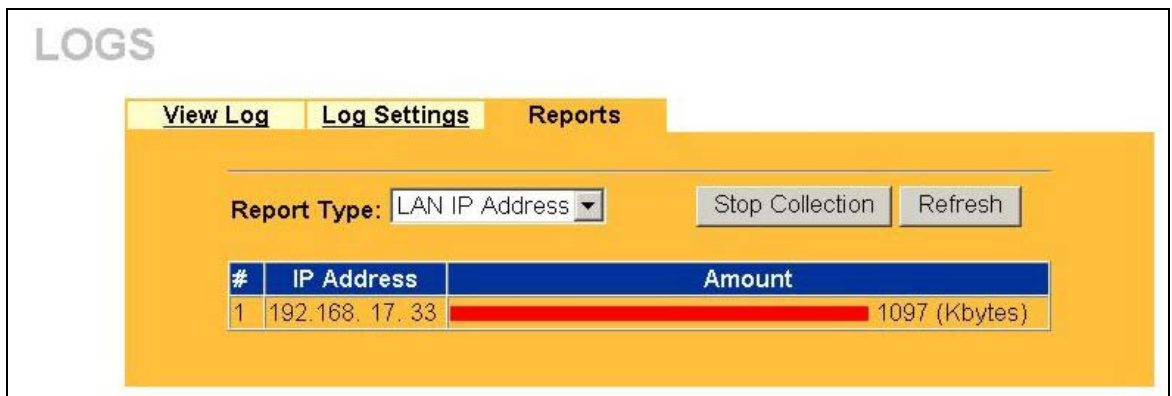 LOGS
View Log Log Settings Reports
Report Type: LAN IP Address Stop Collection Refresh
# IP Address Amount
1 192.168. 17. 33 1097 (Kbytes)